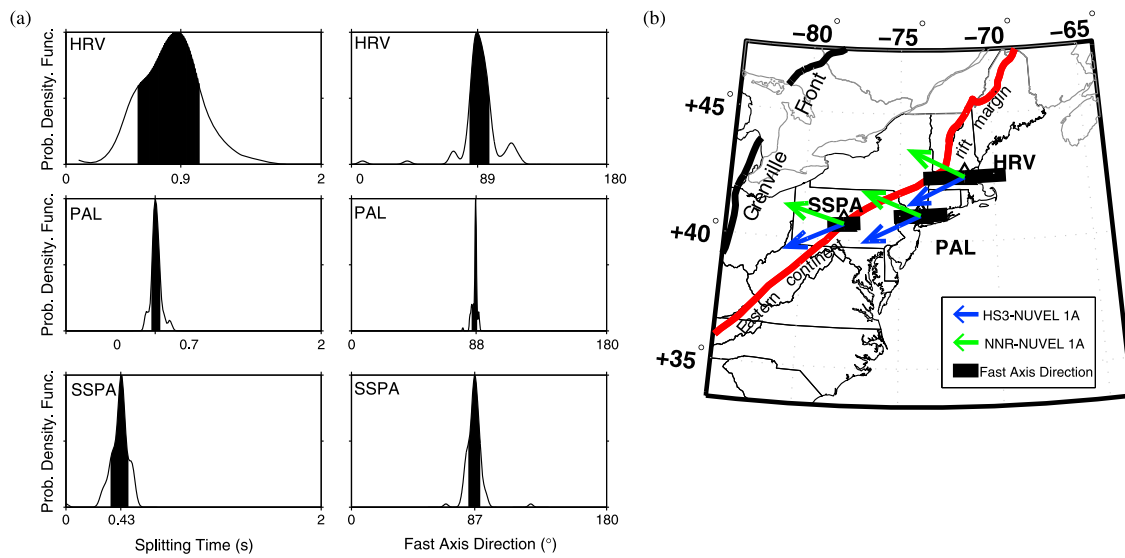 (a)
Prob. Density. Func.
HRV
0
0.9
2
HRV
0
89
180
Prob. Density. Func.
PAL
0
0.7
2
PAL
0
88
180
Prob. Density. Func.
SSPA
0
0.43
2
Splitting Time (s)
SSPA
0
87
180
Fast Axis Direction (°)
(b)
−80°
−75°
−70°
−65°
+45°
+40°
+35°
Front
Grenville
Eastern continent rift margin
HRV
SSPA
PAL
HS3-NUVEL 1A
NNR-NUVEL 1A
Fast Axis Direction